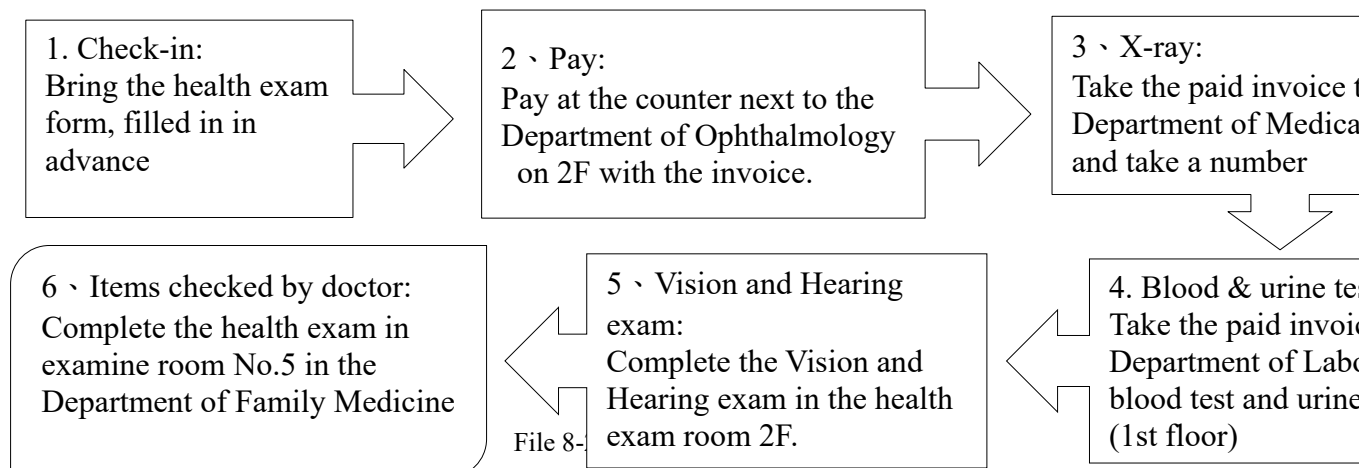 1. Check-in:
Bring the health exam
form, filled in in
advance
2、Pay:
Pay at the counter next to the
Department of Ophthalmology
on 2F with the invoice.
3、X-ray:
Take the paid invoice
Department of
and take a number
4. Blood & urine
Take the paid
Department of
blood test and urine
(1st floor)
5、Vision and Hearing
exam:
Complete the Vision and
Hearing exam in the health
exam room 2F.
6、Items checked by doctor:
Complete the health exam in
examine room No.5 in the
Department of Family Medicine
File 8-